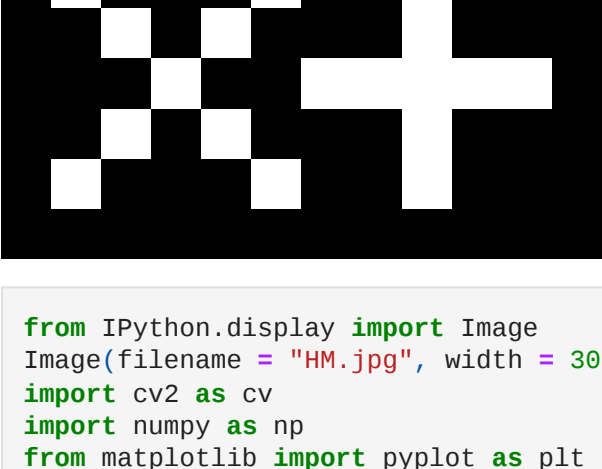 from IPython.display import Image
Image(filename = "HM.jpg", width = 30
import cv2 as cv
import numpy as np
from matplotlib import pyplot as plt